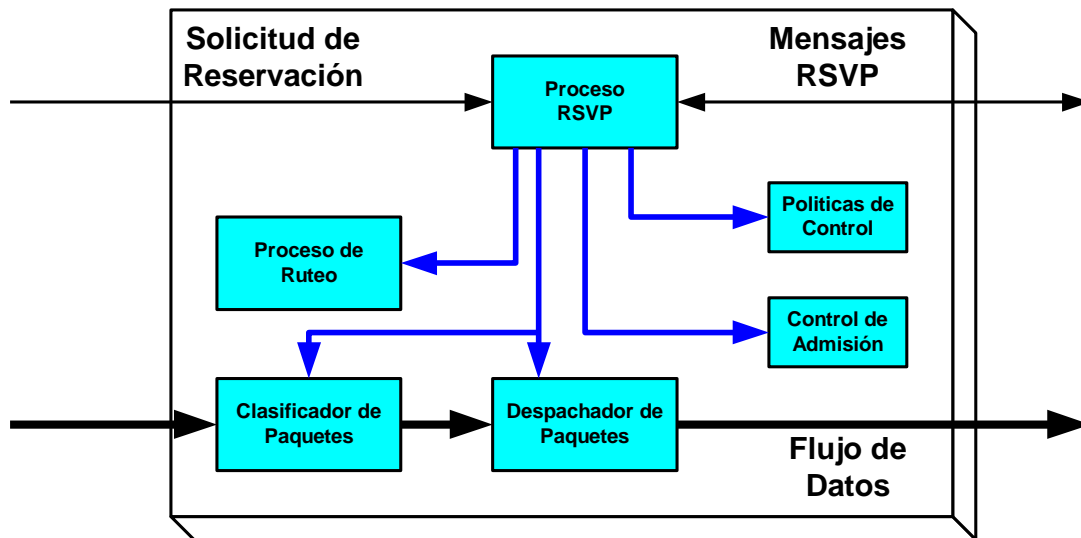 Solicitud de
Reservación
Mensajes
RSVP
Proceso
RSVP
Politicas de
Control
Proceso de
Ruteo
Control de
Admisión
Clasificador de
Paquetes
Despachador de
Paquetes
Flujo de
Datos